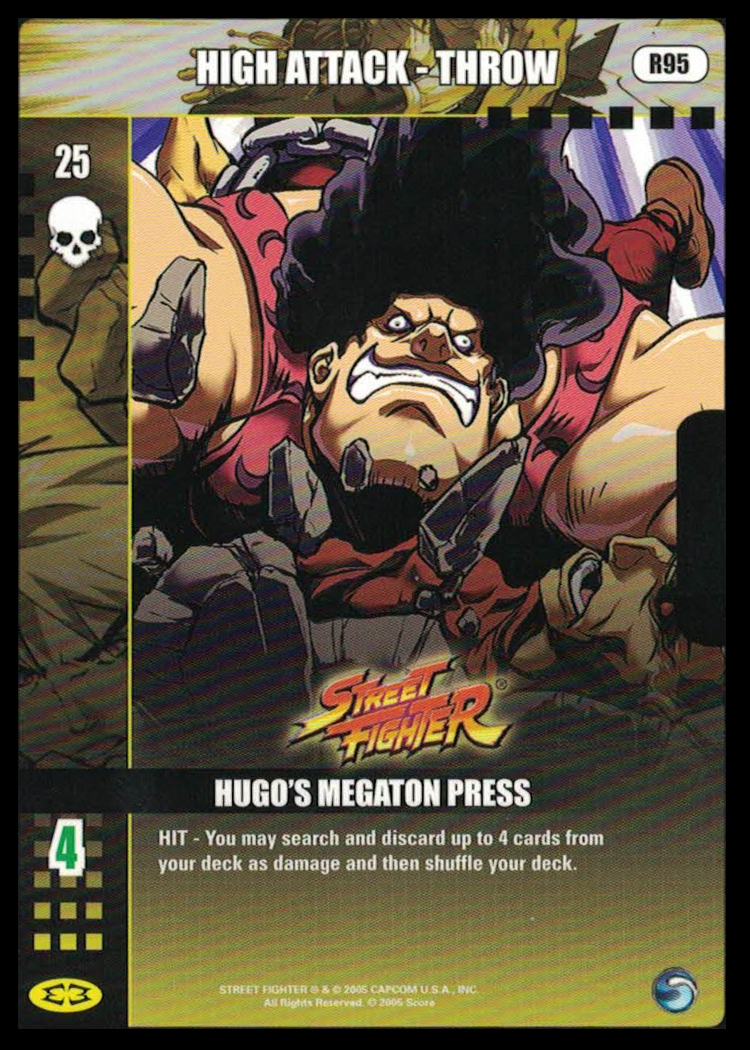 HIGH ATTACK - THROW
R95
25
STREET
FIGHTER®
HUGO'S MEGATON PRESS
4
HIT - You may search and discard up to 4 cards from
your deck as damage and then shuffle your deck.
STREET FIGHTER ® & © 2005 CAPCOM U.S.A., INC.
All Rights Reserved. © 2005 Score